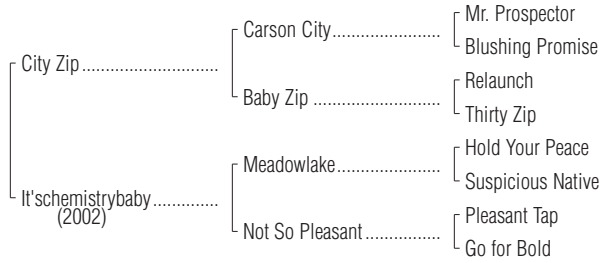 Mr. Prospector
Carson City.......................
Blushing Promise
City Zip.............................
Relaunch
Baby Zip ...........................
Thirty Zip
Hold Your Peace
Meadowlake......................
Suspicious Native
It'schemistrybaby..............
(2002)
Pleasant Tap
Not So Pleasant................
Go for Bold